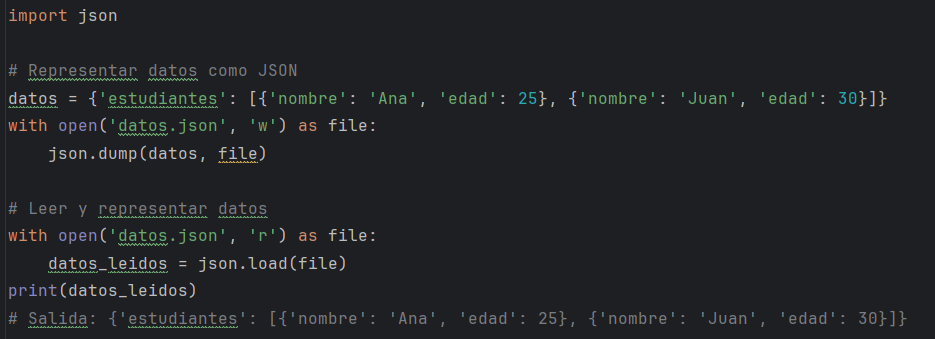 import json
# Representar datos como JSON
datos = {'estudiantes': [{'nombre': 'Ana', 'edad': 25}, {'nombre': 'Juan', 'edad': 30}]}
with open('datos.json', 'w') as file:
    json.dump(datos, file)
# Leer y representar datos
with open('datos.json', 'r') as file:
    datos_leidos = json.load(file)
print(datos_leidos)
# Salida: {'estudiantes': [{'nombre': 'Ana', 'edad': 25}, {'nombre': 'Juan', 'edad': 30}]}